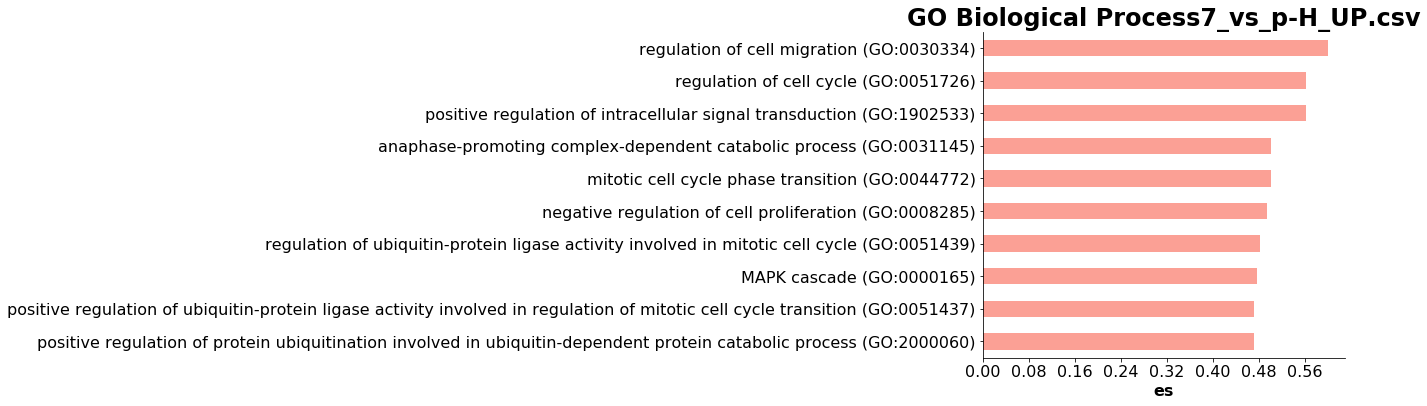 GO Biological Process7_vs_p-H_UP.csv
regulation of cell migration (GO:0030334)
regulation of cell cycle (GO:0051726)
positive regulation of intracellular signal transduction (GO:1902533)
anaphase-promoting complex-dependent catabolic process (GO:0031145)
mitotic cell cycle phase transition (GO:0044772)
negative regulation of cell proliferation (GO:0008285)
regulation of ubiquitin-protein ligase activity involved in mitotic cell cycle (GO:0051439)
MAPK cascade (GO:0000165)
positive regulation of ubiquitin-protein ligase activity involved in regulation of mitotic cell cycle transition (GO:0051437)
positive regulation of protein ubiquitination involved in ubiquitin-dependent protein catabolic process (GO:2000060)
0.00 0.08 0.16 0.24 0.32 0.40 0.48 0.56
es